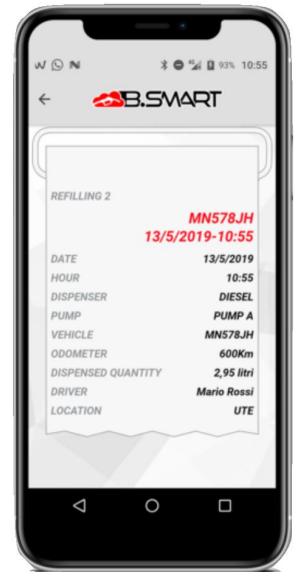 93% 10:55
B.SMART
REFILLING 2
MN578JH
13/5/2019-10:55
DATE 13/5/2019
HOUR 10:55
DISPENSER DIESEL
PUMP PUMP A
VEHICLE MN578JH
ODOMETER 600Km
DISPENSED QUANTITY 2,95 litri
DRIVER Mario Rossi
LOCATION UTE